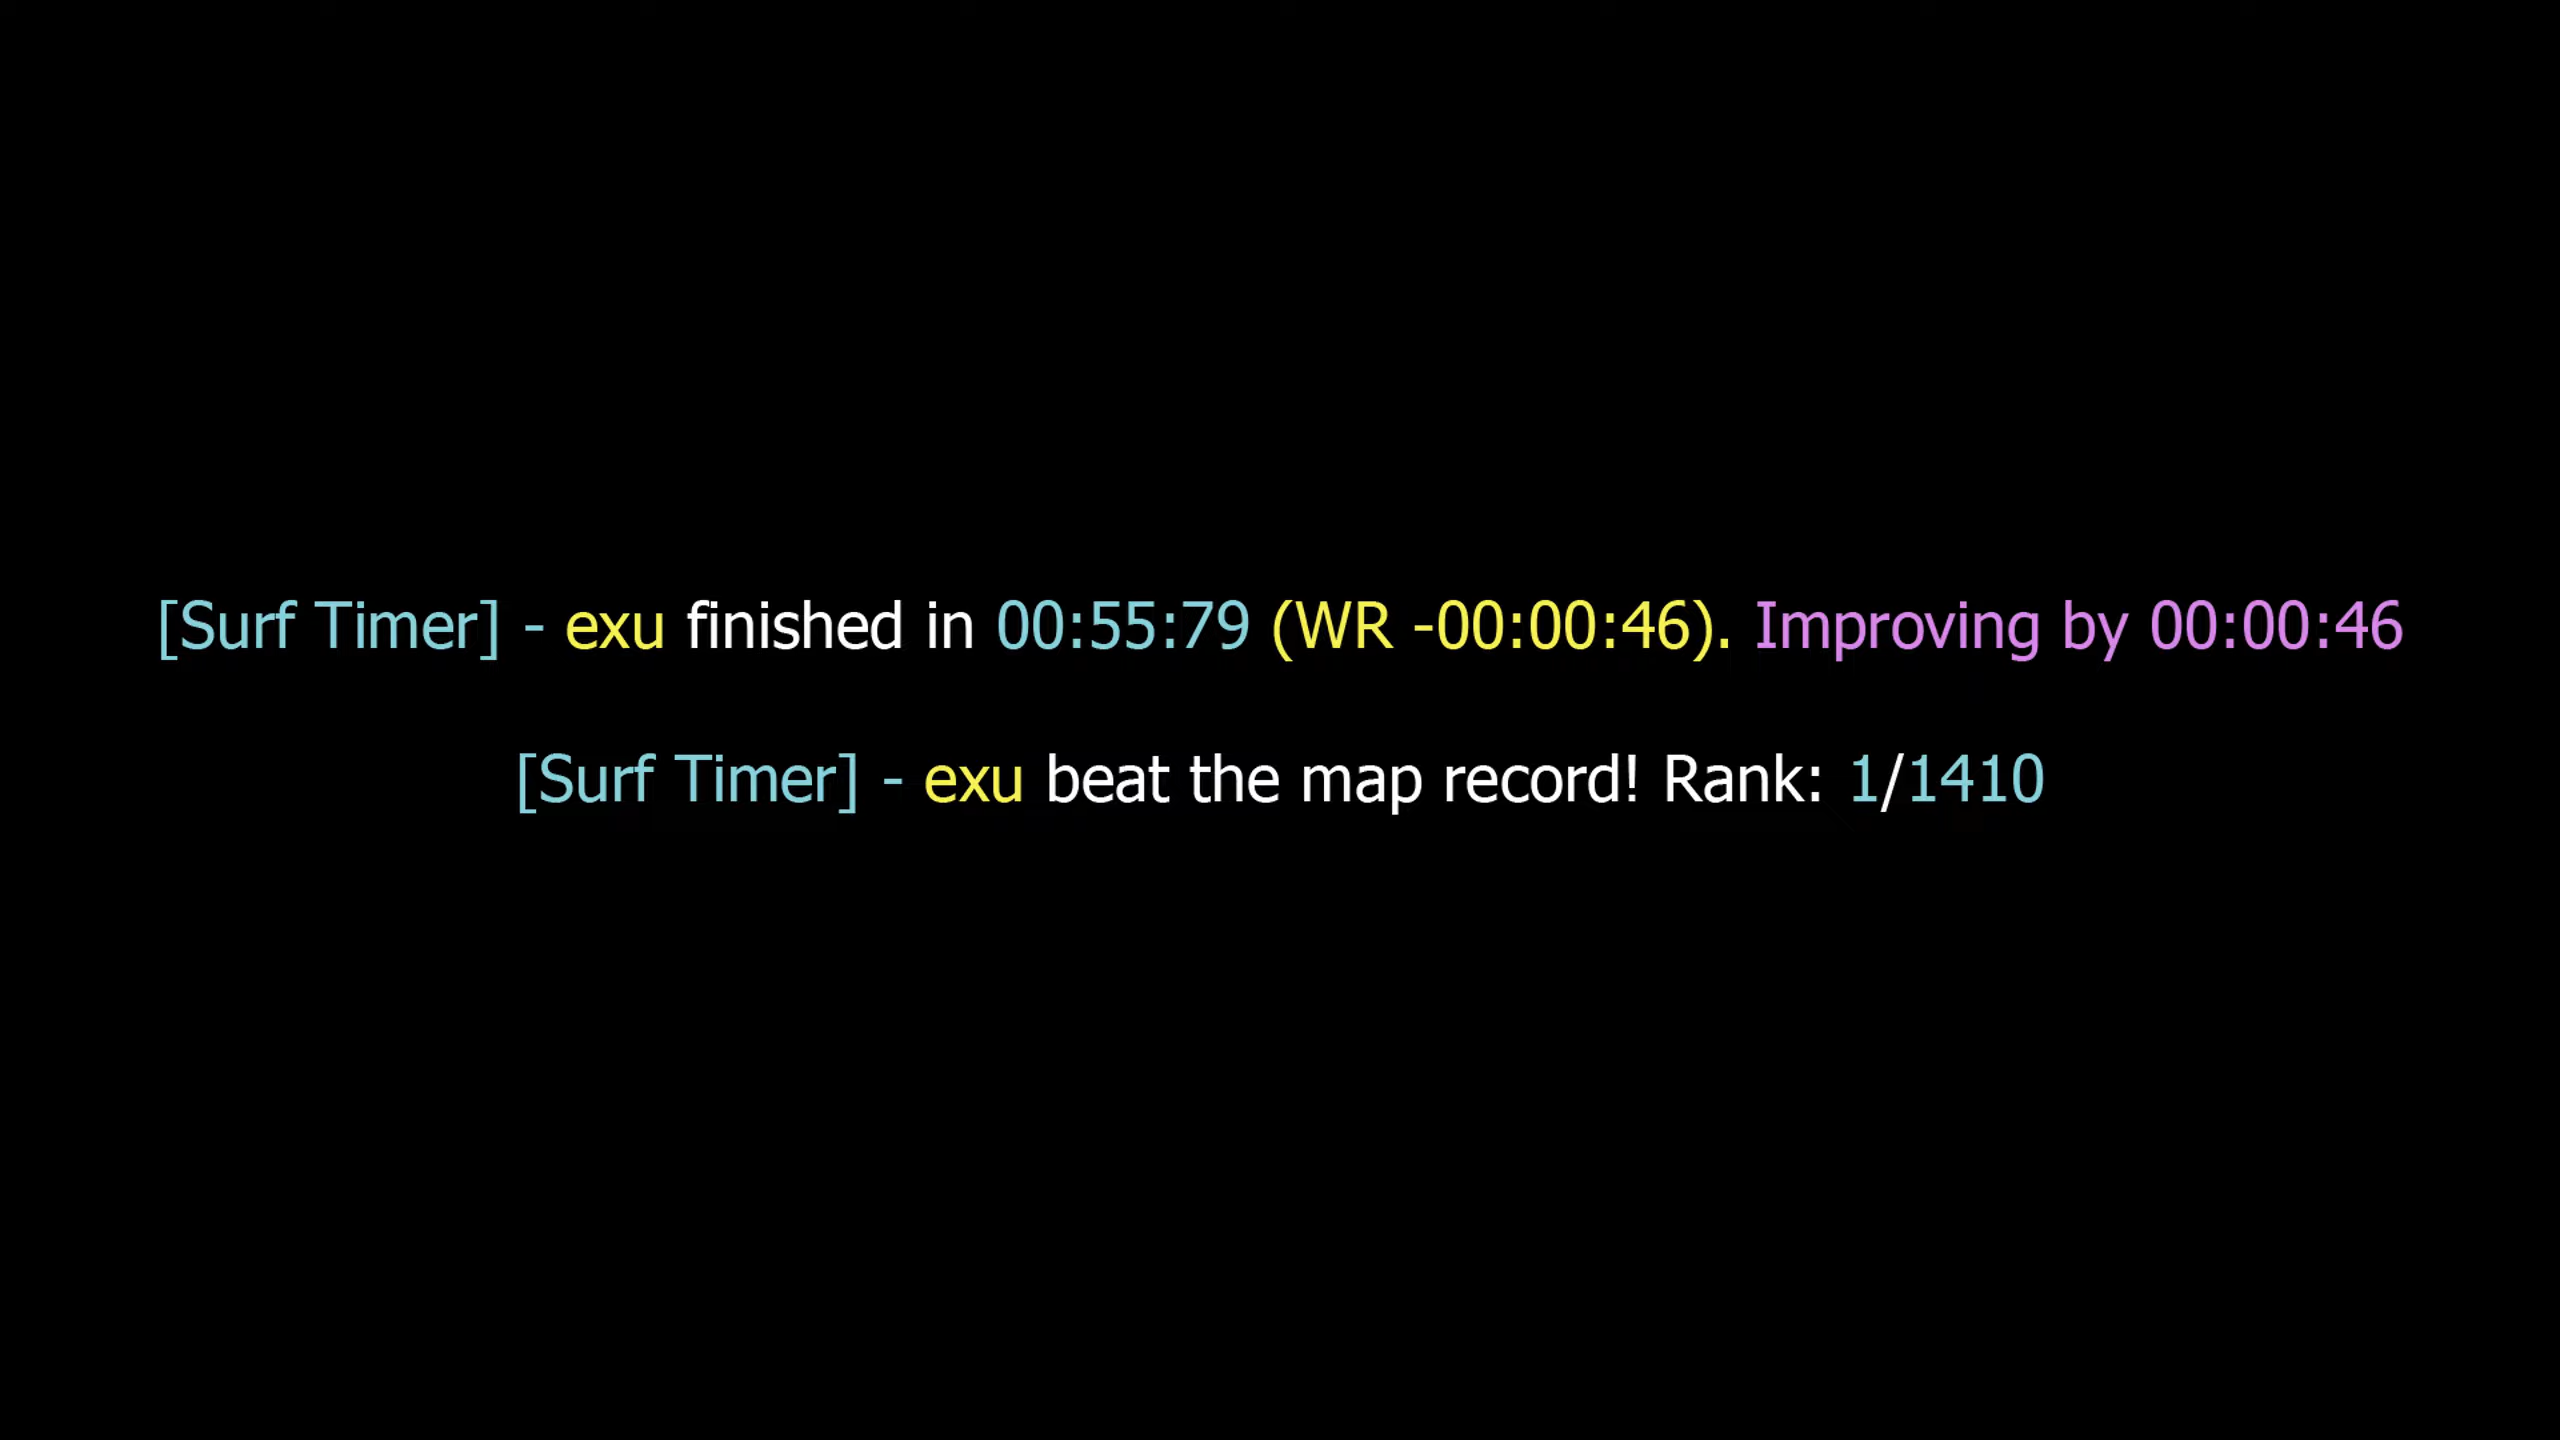 [Surf Timer] - exu finished in 00:55:79 (WR -00:00:46). Improving by 00:00:46
[Surf Timer] - exu beat the map record! Rank: 1/1410